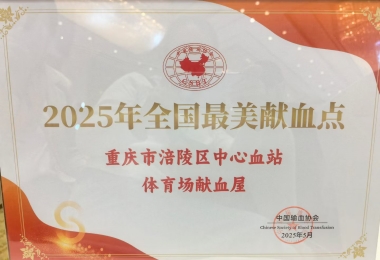 CSBT
2025年全国最美献血点
重庆市涪陵区中心血站
体育场献血屋
中国输血协会
Chinese Society of Blood Transfusion
2025年5月